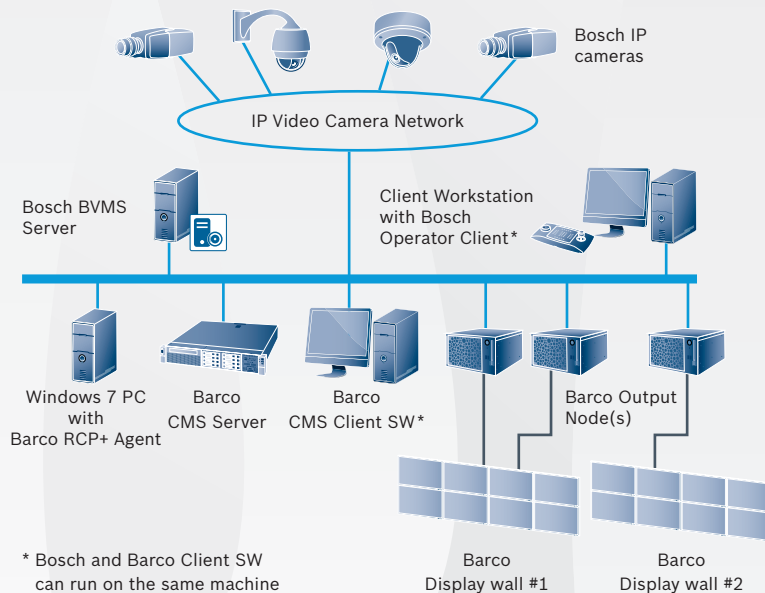 Bosch IP
cameras
IP Video Camera Network
Bosch BVMS
Server
Client Workstation
with Bosch
Operator Client*
Windows 7 PC
with
Barco RCP+ Agent
Barco
CMS Server
Barco
CMS Client SW*
Barco Output
Node(s)
* Bosch and Barco Client SW
can run on the same machine
Barco
Display wall #1
Barco
Display wall #2